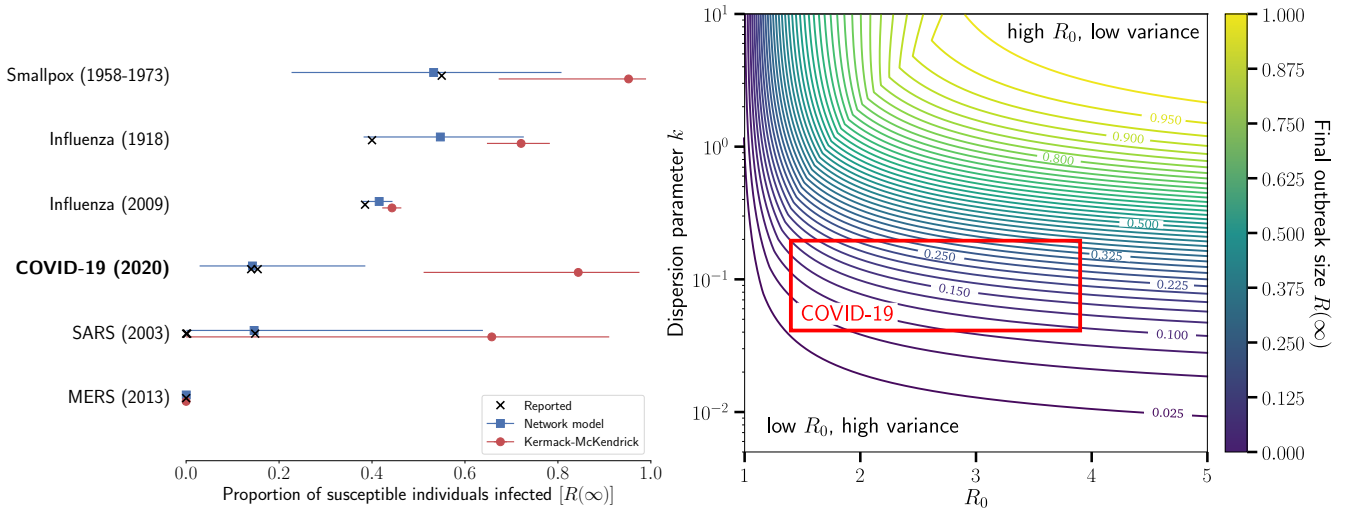 Smallpox (1958-1973)
Influenza (1918)
Influenza (2009)
COVID-19 (2020)
SARS (2003)
MERS (2013)
Reported
Network model
Kermack-McKendrick
0.0 0.2 0.4 0.6 0.8 1.0
Proportion of susceptible individuals infected [R(∞)]
Dispersion parameter k
10¹
10⁰
10⁻¹
10⁻²
high R₀, low variance
0.950
0.900
0.800
0.500
0.325
0.250
0.225
0.150
0.100
0.025
COVID-19
low R₀, high variance
1 2 3 4 5
R₀
1.000
0.875
0.750
0.625
0.500
0.375
0.250
0.125
0.000
Final outbreak size R(∞)